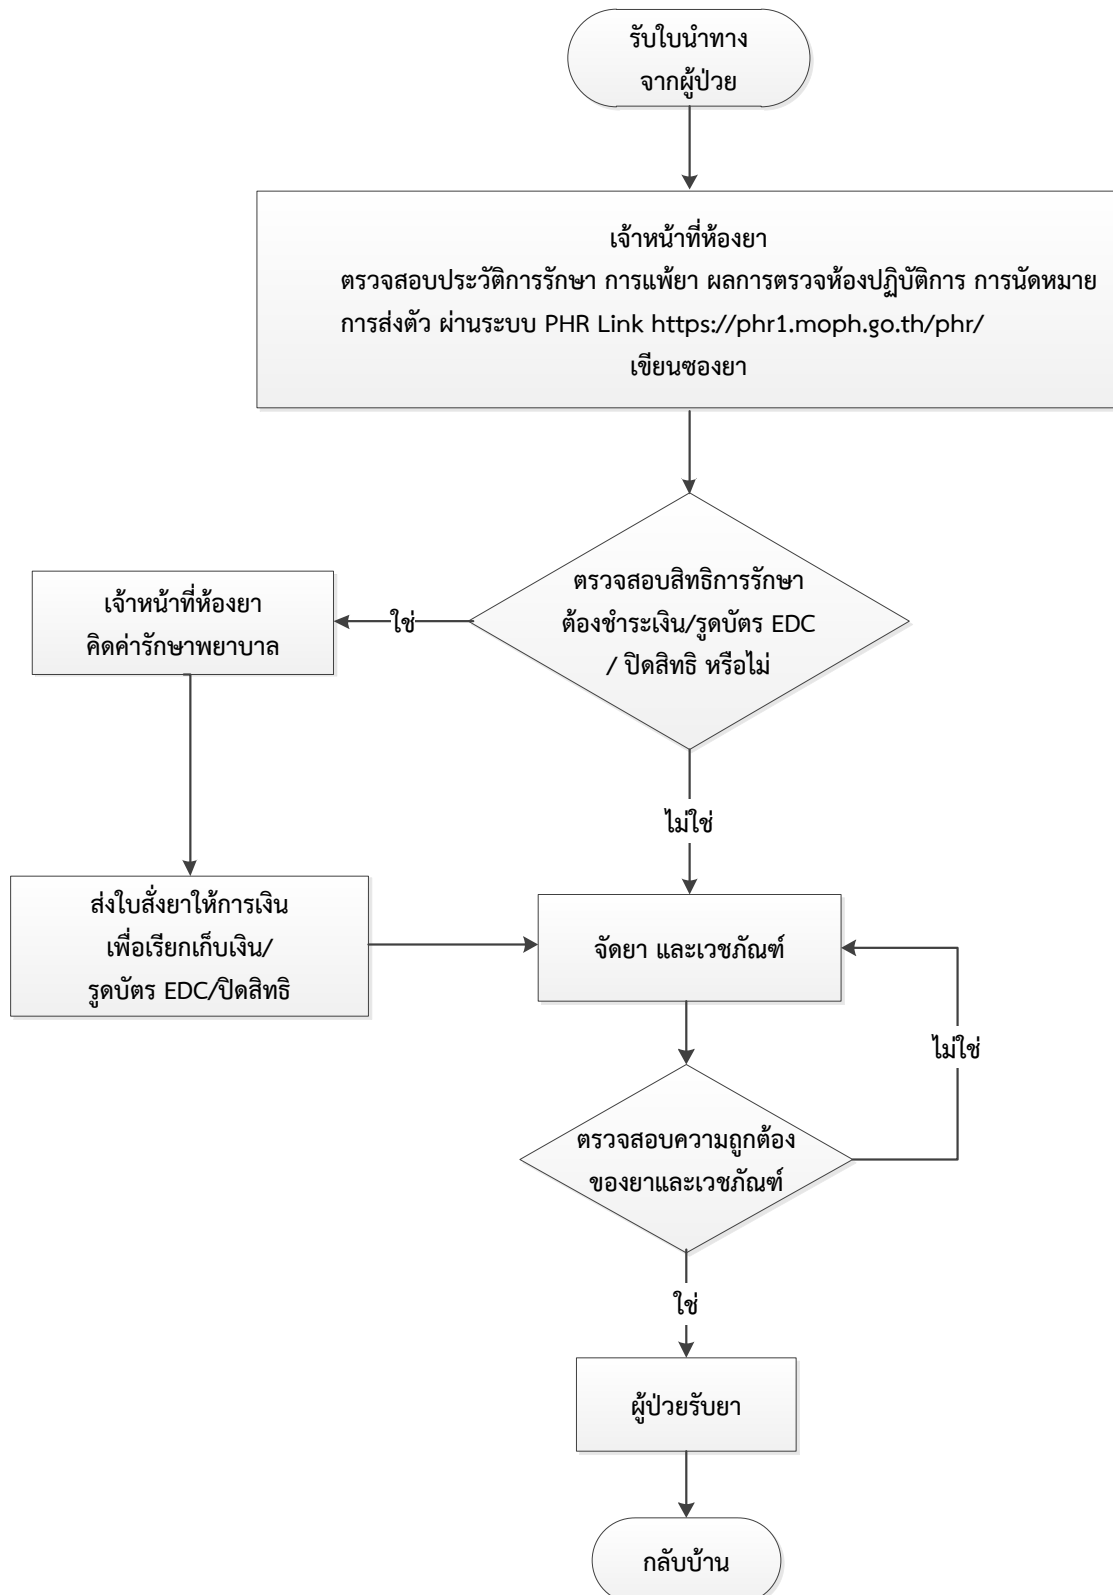 รับใบนำทาง
จากผู้ป่วย
เจ้าหน้าที่ห้องยา
ตรวจสอบประวัติการรักษา การแพ้ยา ผลการตรวจห้องปฏิบัติการ การนัดหมาย
การส่งตัว ผ่านระบบ PHR Link https://phr1.moph.go.th/phr/
เขียนซองยา
ตรวจสอบสิทธิการรักษา
ต้องชำระเงิน/รูดบัตร EDC
/ ปิดสิทธิ หรือไม่
ใช่
เจ้าหน้าที่ห้องยา
คิดค่ารักษาพยาบาล
ไม่ใช่
ส่งใบสั่งยาให้การเงิน
เพื่อเรียกเก็บเงิน/
รูดบัตร EDC/ปิดสิทธิ
จัดยา และเวชภัณฑ์
ไม่ใช่
ตรวจสอบความถูกต้อง
ของยาและเวชภัณฑ์
ใช่
ผู้ป่วยรับยา
กลับบ้าน